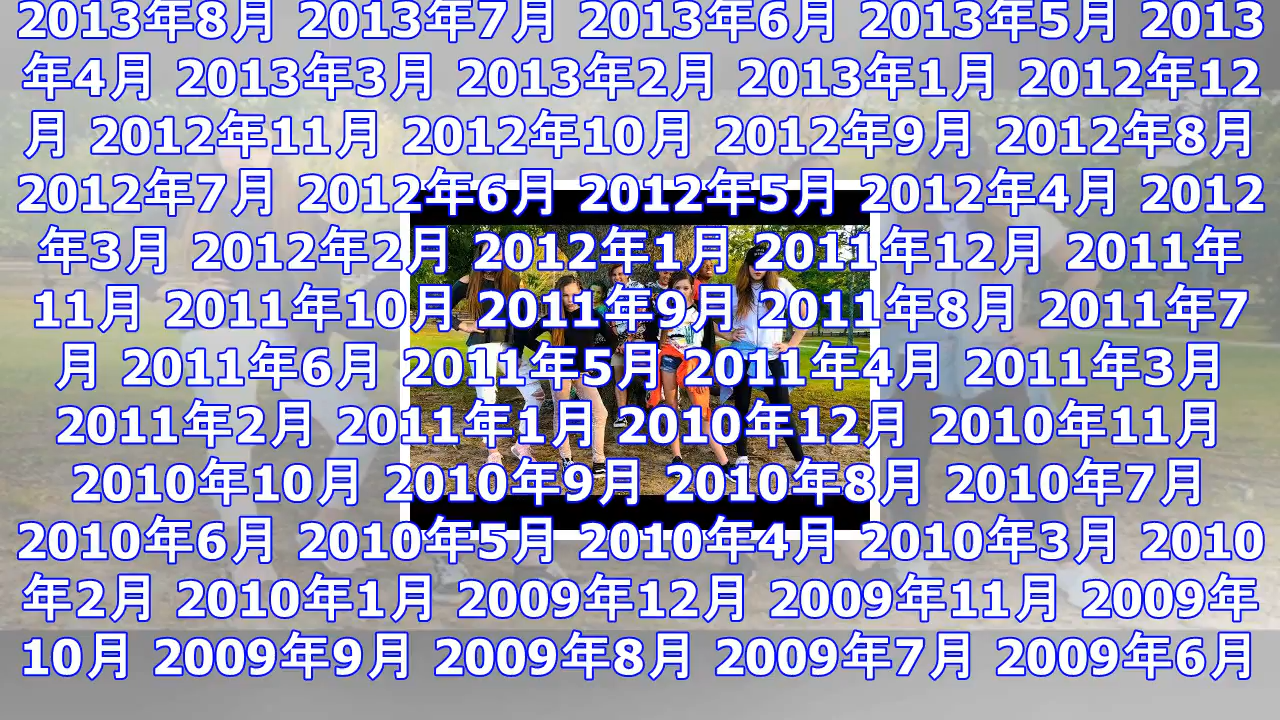 2013年8月 2013年7月 2013年6月 2013年5月 2013
年4月 2013年3月 2013年2月 2013年1月 2012年12
月 2012年11月 2012年10月 2012年9月 2012年8月
2012年7月 2012年6月 2012年5月 2012年4月 2012
年3月 2012年2月 2012年1月 2011年12月 2011年
11月 2011年10月 2011年9月 2011年8月 2011年7
月 2011年6月 2011年5月 2011年4月 2011年3月
2011年2月 2011年1月 2010年12月 2010年11月
2010年10月 2010年9月 2010年8月 2010年7月
2010年6月 2010年5月 2010年4月 2010年3月 2010
年2月 2010年1月 2009年12月 2009年11月 2009年
10月 2009年9月 2009年8月 2009年7月 2009年6月